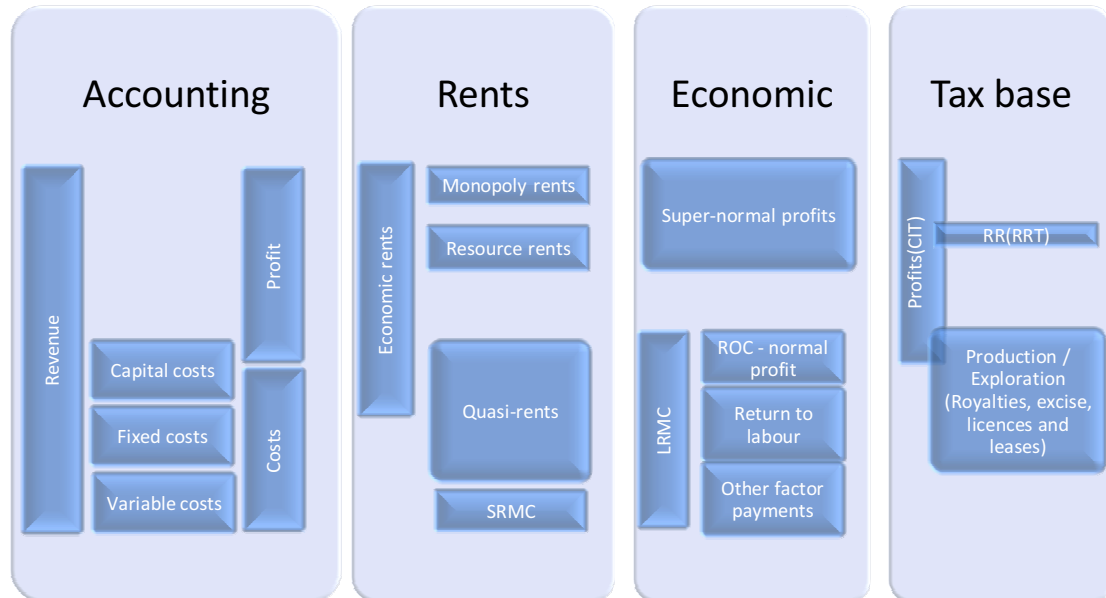 Accounting
Revenue
Capital costs
Fixed costs
Variable costs
Profit
Costs
Rents
Economic rents
Monopoly rents
Resource rents
Quasi-rents
SRMC
Economic
Super-normal profits
LRMC
ROC - normal
profit
Return to
labour
Other factor
payments
Tax base
Profits(CIT)
RR(RRT)
Production /
Exploration
(Royalties, excise,
licences and
leases)